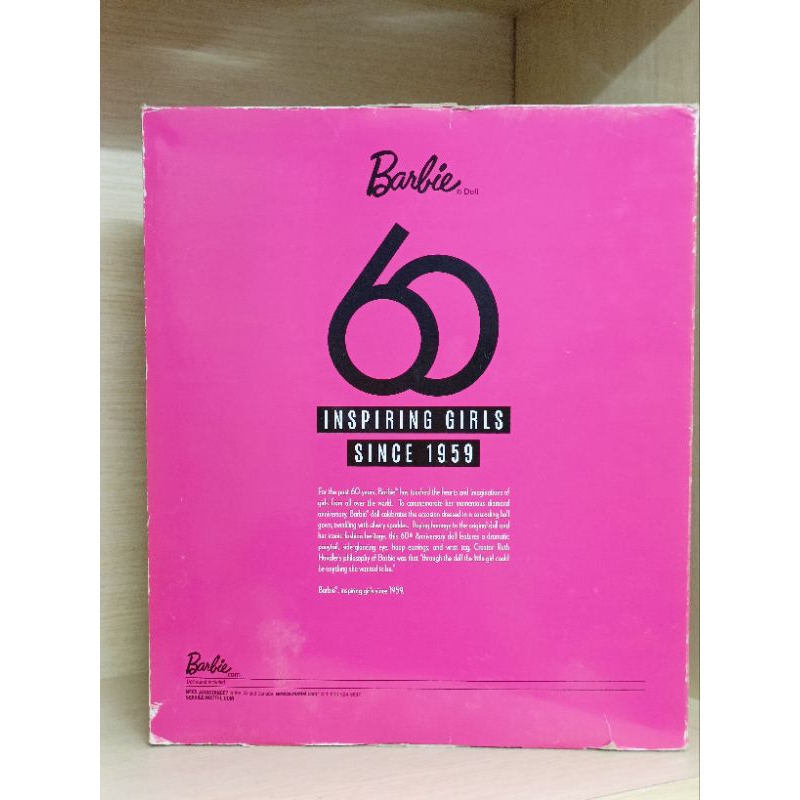 Barbie® Doll
60
INSPIRING GIRLS
SINCE 1959
For the past 60 years, Barbie® has touched the hearts and imaginations of
girls from all over the world. To commemorate her momentous diamond
anniversary, Barbie® doll celebrates the occasion dressed in a cascading ball
gown, twinkling with silvery sparkles. Paying homage to the original doll and
her iconic fashion heritage, this 60th Anniversary doll features a dramatic
ponytail, side-glancing eye, hoop earrings, and wrist tag. Creator Ruth
Handler's philosophy of Barbie was that "through the doll the little girl could
be anything she wanted to be."
Barbie®, inspiring girls since 1959.
Barbie.com
NEED ASSISTANCE?